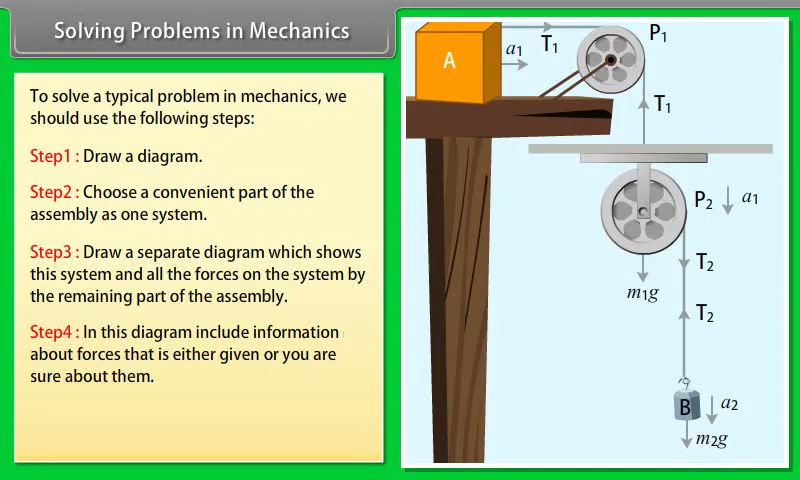 Solving Problems in Mechanics
To solve a typical problem in mechanics, we
should use the following steps:
Step1 : Draw a diagram.
Step2 : Choose a convenient part of the
assembly as one system.
Step3 : Draw a separate diagram which shows
this system and all the forces on the system by
the remaining part of the assembly.
Step4 : In this diagram include information
about forces that is either given or you are
sure about them.
A
a1
T1
P1
T1
P2
a1
T2
m1g
T2
B
a2
m2g